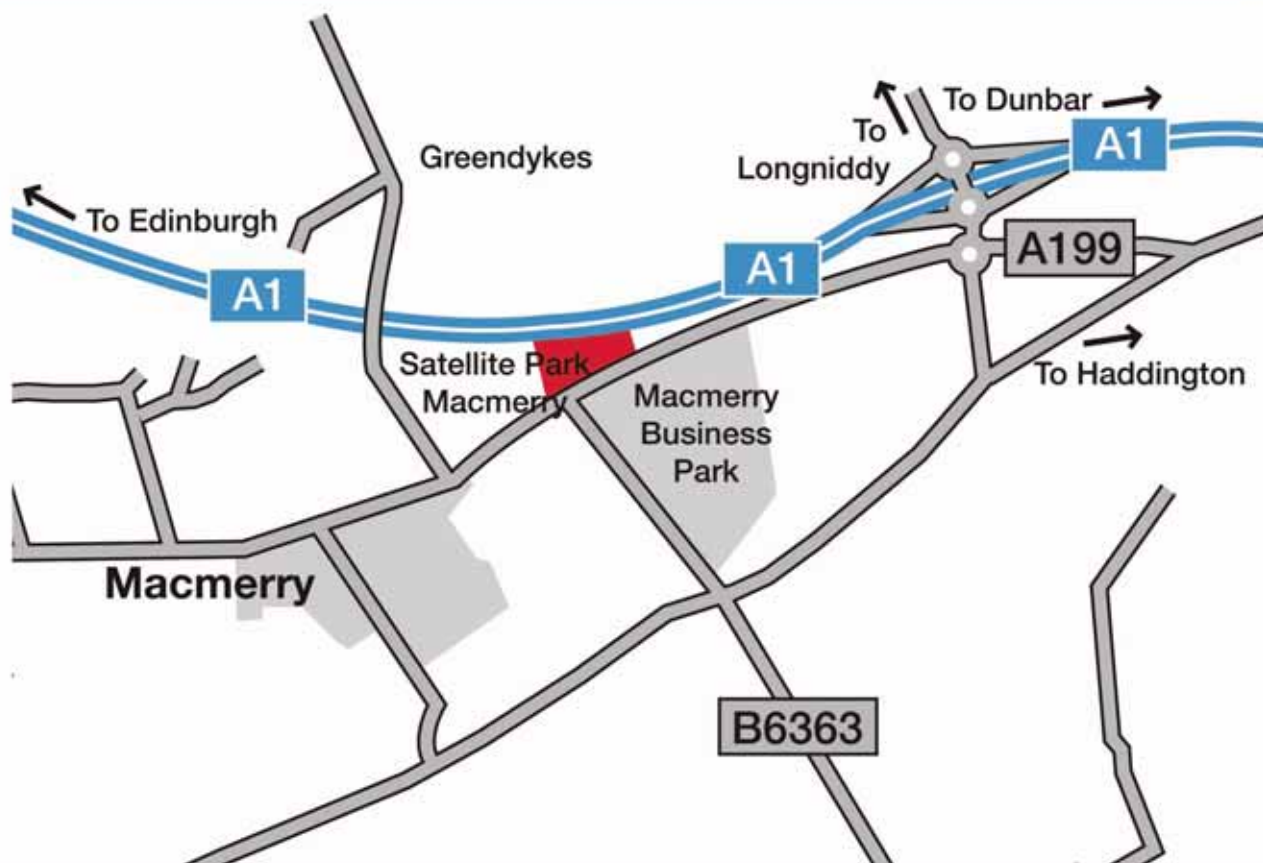 To Dunbar
A1
To
Longniddy
Greendykes
To Edinburgh
A1
A1
A199
Satellite Park
Macmerry
Macmerry
Business
Park
To Haddington
Macmerry
B6363